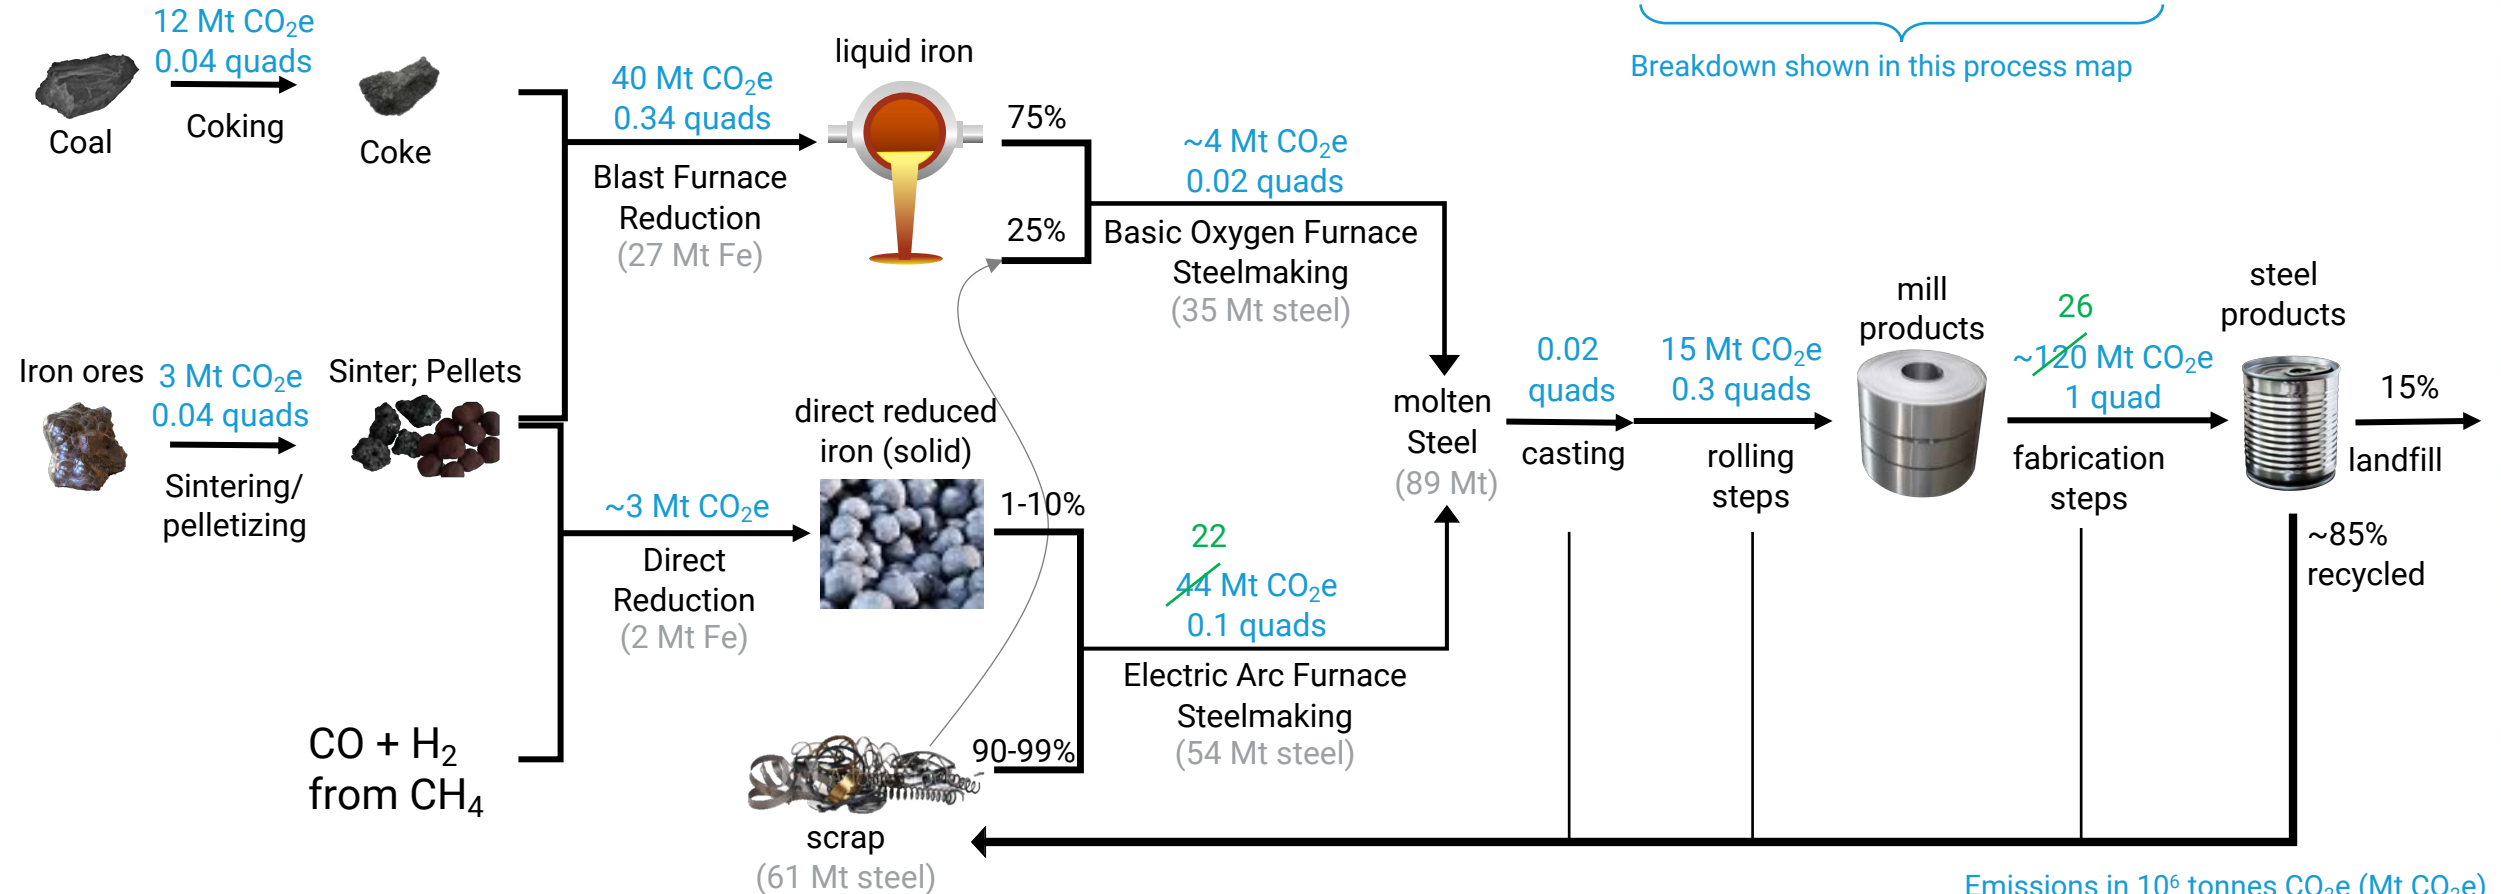 12 Mt CO₂e
0.04 quads
Coal
Coking
Coke
40 Mt CO₂e
0.34 quads
Blast Furnace
Reduction
(27 Mt Fe)
liquid iron
75%
25%
~4 Mt CO₂e
0.02 quads
Basic Oxygen Furnace
Steelmaking
(35 Mt steel)
Breakdown shown in this process map
Iron ores
3 Mt CO₂e
0.04 quads
Sintering/
pelletizing
Sinter; Pellets
CO + H₂
from CH₄
~3 Mt CO₂e
Direct
Reduction
(2 Mt Fe)
direct reduced
iron (solid)
1-10%
90-99%
scrap
(61 Mt steel)
22
44 Mt CO₂e
0.1 quads
Electric Arc Furnace
Steelmaking
(54 Mt steel)
molten
Steel
(89 Mt)
0.02
quads
casting
15 Mt CO₂e
0.3 quads
rolling
steps
mill
products
26
~120 Mt CO₂e
1 quad
fabrication
steps
steel
products
15%
landfill
~85%
recycled
Emissions in 10⁶ tonnes CO₂e (Mt CO₂e)